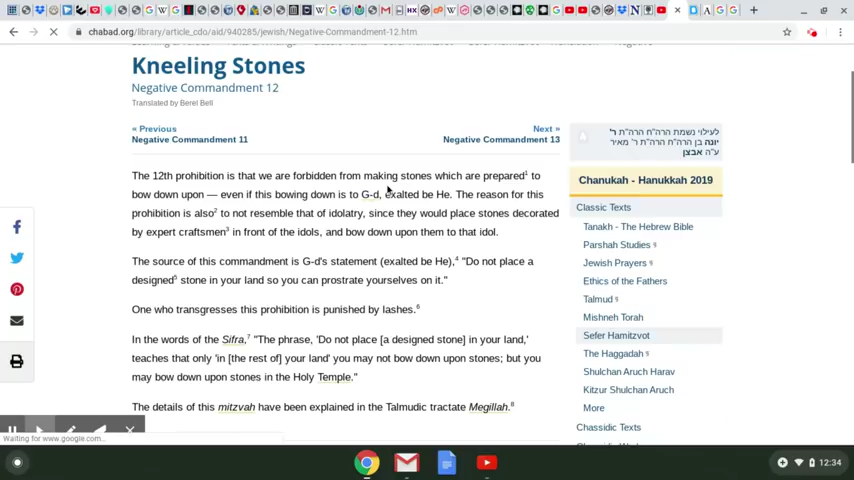 chabad.org/library/article_cdo/aid/940285/jewish/Negative-Commandment-12.htm
Kneeling Stones
Negative Commandment 12
Translated by Berel Bell
« Previous
Negative Commandment 11
Next »
Negative Commandment 13
The 12th prohibition is that we are forbidden from making stones which are prepared¹ to
bow down upon — even if this bowing down is to G-d, exalted be He. The reason for this
prohibition is also² to not resemble that of idolatry, since they would place stones decorated
by expert craftsmen³ in front of the idols, and bow down upon them to that idol.
The source of this commandment is G-d's statement (exalted be He),⁴ "Do not place a
designed⁵ stone in your land so you can prostrate yourselves on it."
One who transgresses this prohibition is punished by lashes.⁶
In the words of the Sifra,⁷ "The phrase, 'Do not place [a designed stone] in your land,'
teaches that only 'in [the rest of] your land' you may not bow down upon stones; but you
may bow down upon stones in the Holy Temple."
The details of this mitzvah have been explained in the Talmudic tractate Megillah.⁸
לעילוי נשמת הרה"ח הרה"ת ר'
יונה בן הרה"ח הרה"ת ר' מאיר
ע"ה אבצן
Chanukah - Hanukkah 2019
Classic Texts
Tanakh - The Hebrew Bible
Parshah Studies
Jewish Prayers
Ethics of the Fathers
Talmud
Mishneh Torah
Sefer Hamitzvot
The Haggadah
Shulchan Aruch Harav
Kitzur Shulchan Aruch
More
Chassidic Texts
Waiting for www.google.com...
12:34